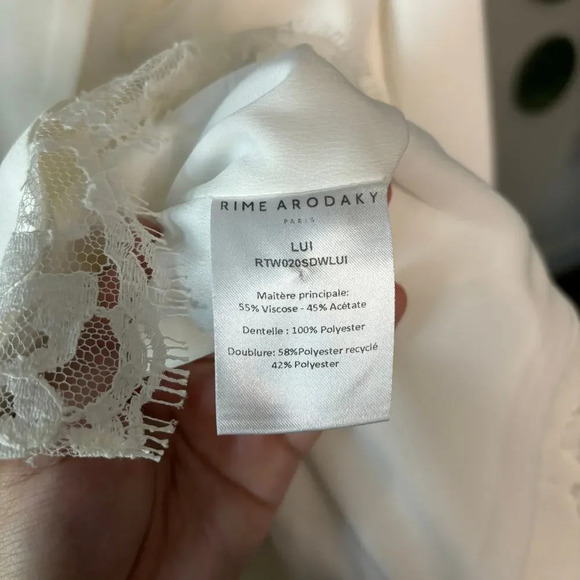 RIME ARODAKY
PARIS
LUI
RTW020SDWLUI
Maitère principale:
55% Viscose - 45% Acétate
Dentelle : 100% Polyester
Doublure: 58%Polyester recyclé
42% Polyester